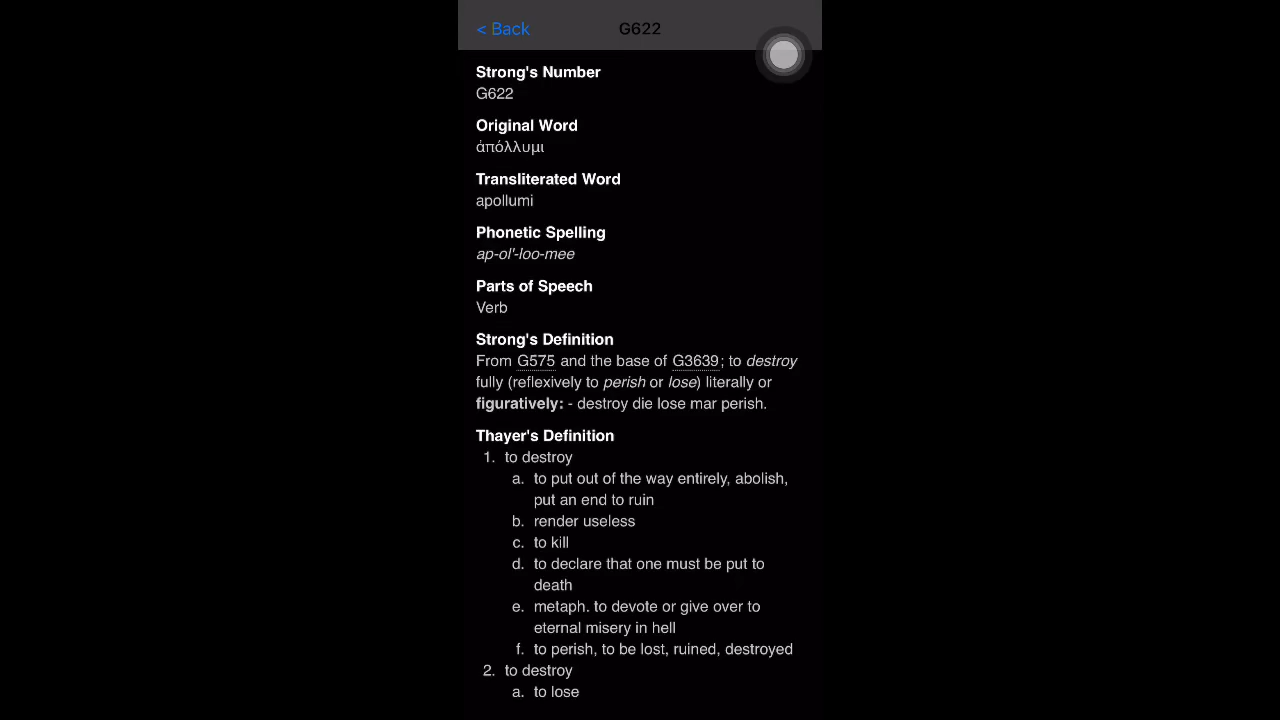 < Back G622
Strong's Number
G622
Original Word
ἀπόλλυμι
Transliterated Word
apollumi
Phonetic Spelling
ap-ol'-loo-mee
Parts of Speech
Verb
Strong's Definition
From G575 and the base of G3639; to destroy
fully (reflexively to perish or lose) literally or
figuratively: - destroy die lose mar perish.
Thayer's Definition
1. to destroy
a. to put out of the way entirely, abolish,
put an end to ruin
b. render useless
c. to kill
d. to declare that one must be put to
death
e. metaph. to devote or give over to
eternal misery in hell
f. to perish, to be lost, ruined, destroyed
2. to destroy
a. to lose